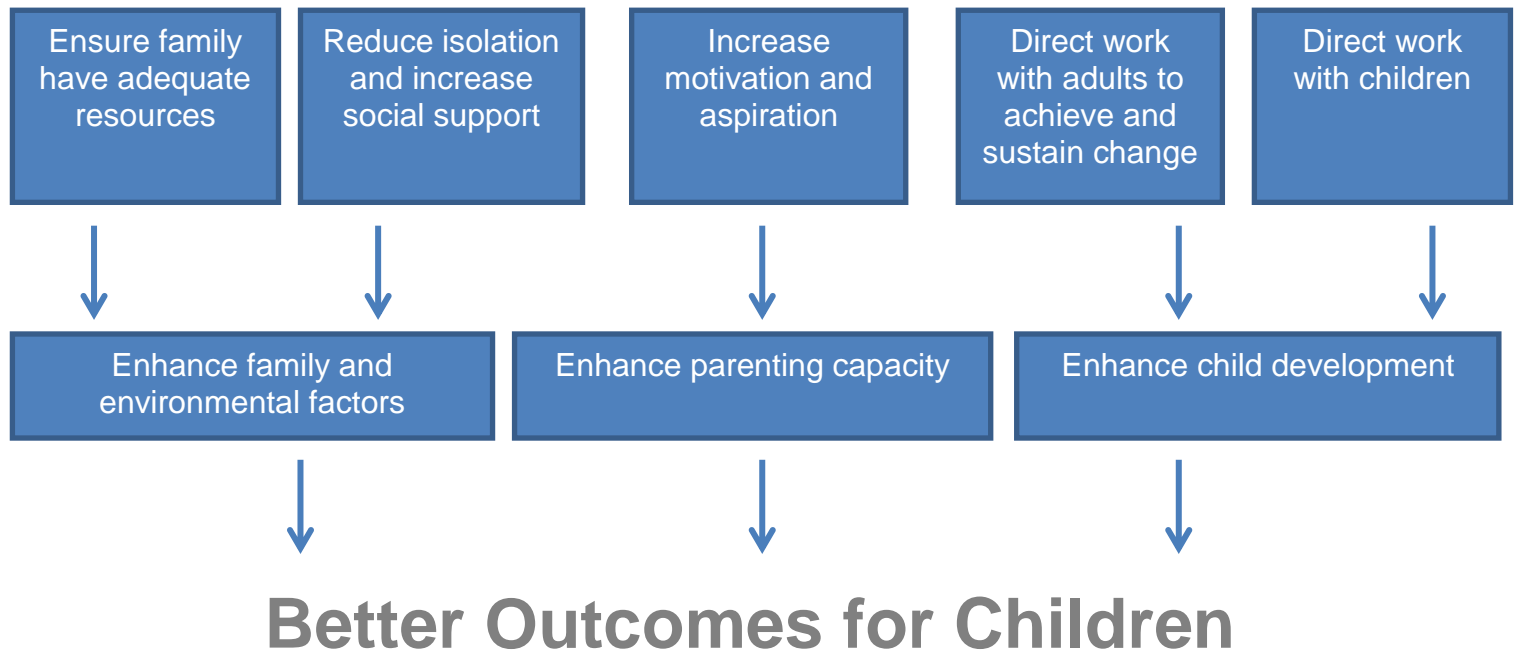 Ensure family
have adequate
resources
Reduce isolation
and increase
social support
Increase
motivation and
aspiration
Direct work
with adults to
achieve and
sustain change
Direct work
with children
Enhance family and
environmental factors
Enhance parenting capacity
Enhance child development
Better Outcomes for Children